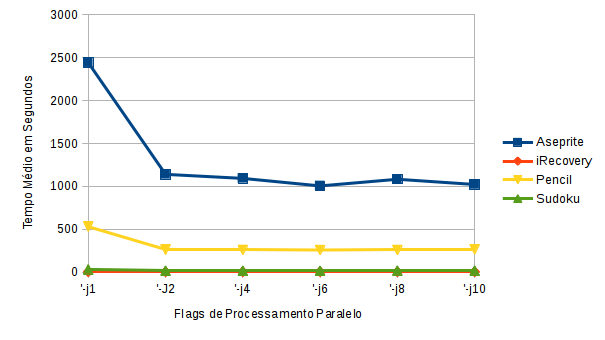 3000
2500
2000
1500
1000
500
0
Tempo Médio em Segundos
'-j1
'-J2
'-j4
'-j6
'-j8
'-j10
Flags de Processamento Paralelo
Aseprite
iRecovery
Pencil
Sudoku